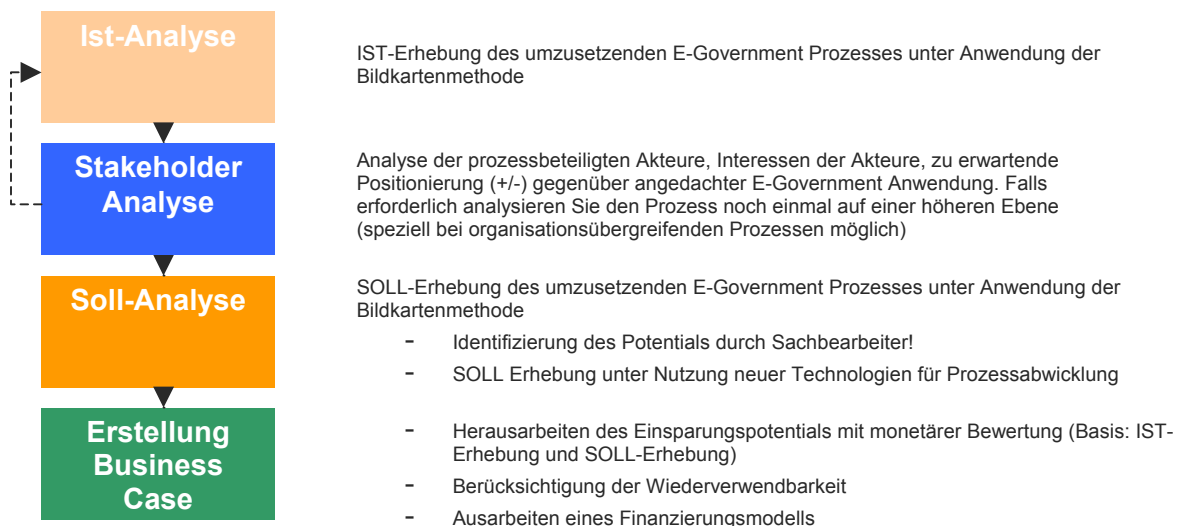 Ist-Analyse
IST-Erhebung des umzusetzenden E-Government Prozesses unter Anwendung der
Bildkartenmethode
Stakeholder
Analyse
Analyse der prozessbeteiligten Akteure, Interessen der Akteure, zu erwartende
Positionierung (+/-) gegenüber angedachter E-Government Anwendung. Falls
erforderlich analysieren Sie den Prozess noch einmal auf einer höheren Ebene
(speziell bei organisationsübergreifenden Prozessen möglich)
Soll-Analyse
SOLL-Erhebung des umzusetzenden E-Government Prozesses unter Anwendung der
Bildkartenmethode
- Identifizierung des Potentials durch Sachbearbeiter!
- SOLL Erhebung unter Nutzung neuer Technologien für Prozessabwicklung
Erstellung
Business
Case
- Herausarbeiten des Einsparungspotentials mit monetärer Bewertung (Basis: IST-
Erhebung und SOLL-Erhebung)
- Berücksichtigung der Wiederverwendbarkeit
- Ausarbeiten eines Finanzierungsmodells